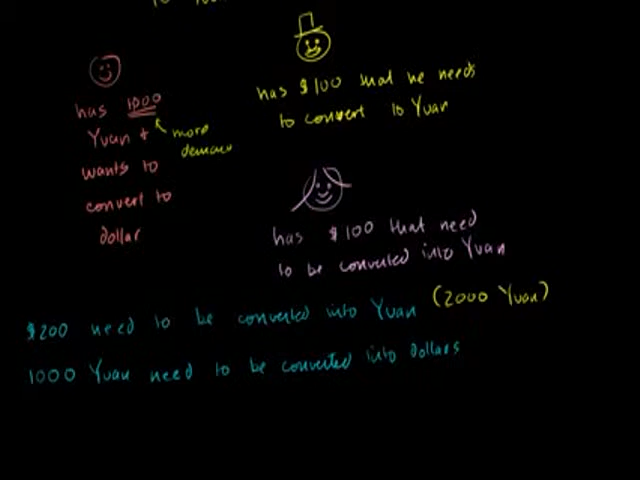 has 1000
Yuan +
wants to
convert to
dollar
more
demand
has $100 that he needs
to convert to Yuan
has $100 that need
to be converted into Yuan
$200 need to be converted into Yuan (2000 Yuan)
1000 Yuan need to be converted into dollars